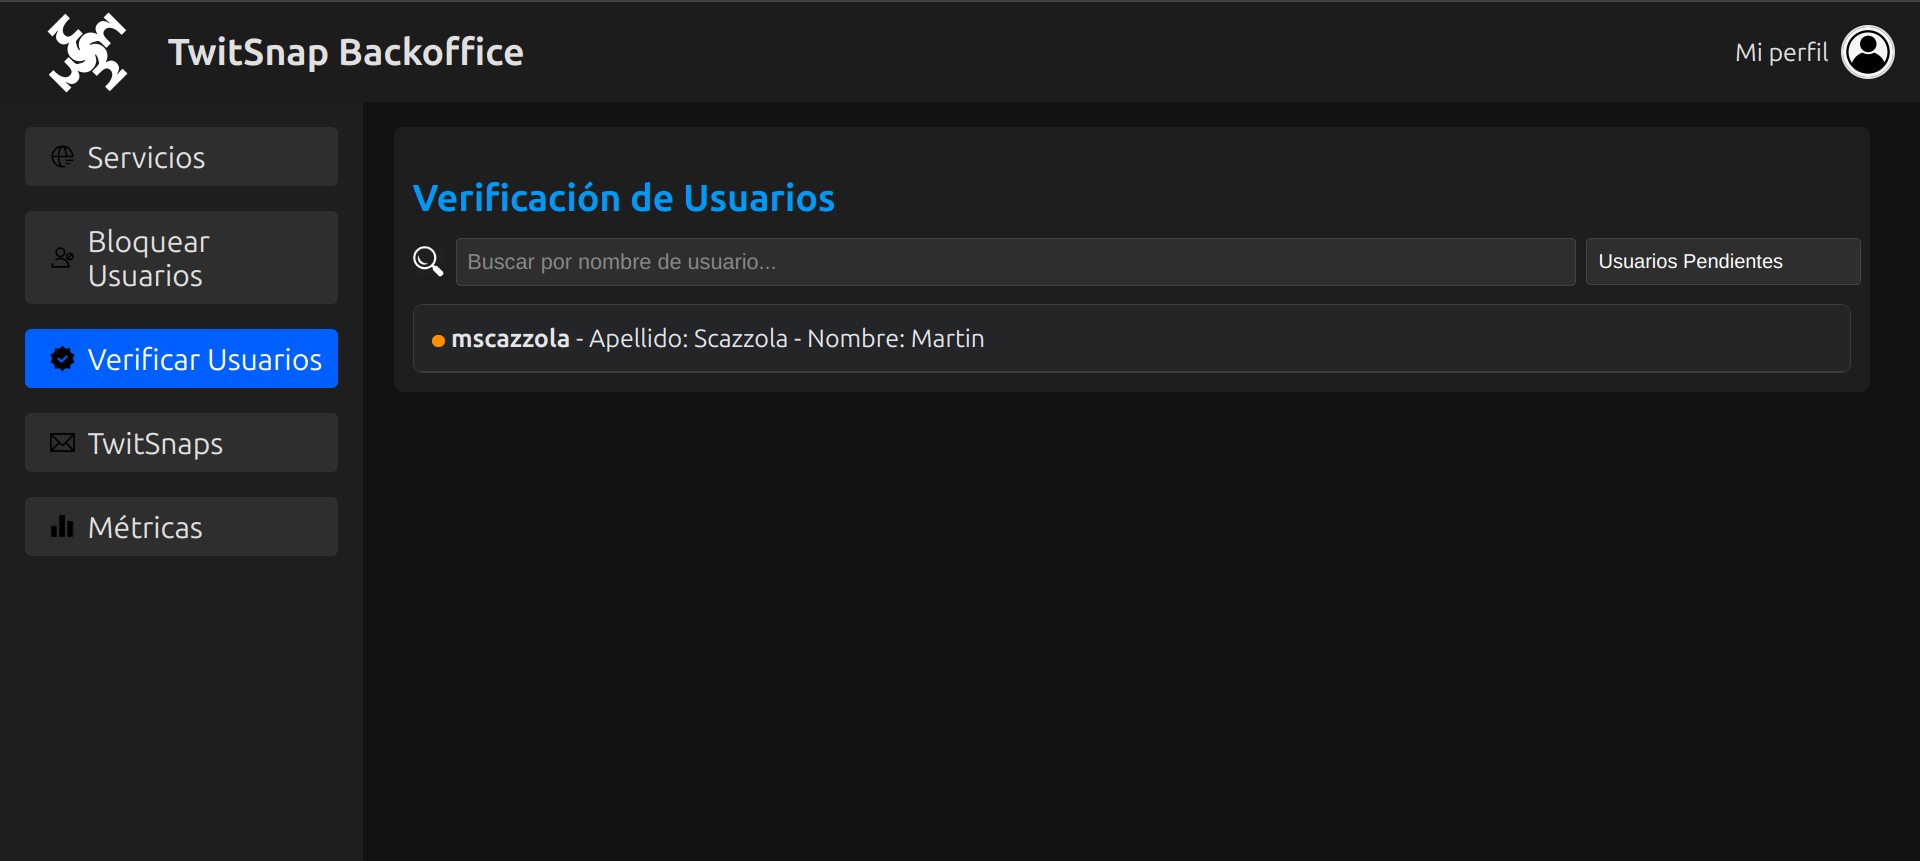 TwitSnap Backoffice
Mi perfil
Servicios
Bloquear
Usuarios
Verificar Usuarios
TwitSnaps
Métricas
Verificación de Usuarios
Buscar por nombre de usuario...
Usuarios Pendientes
mscazzola - Apellido: Scazzola - Nombre: Martin